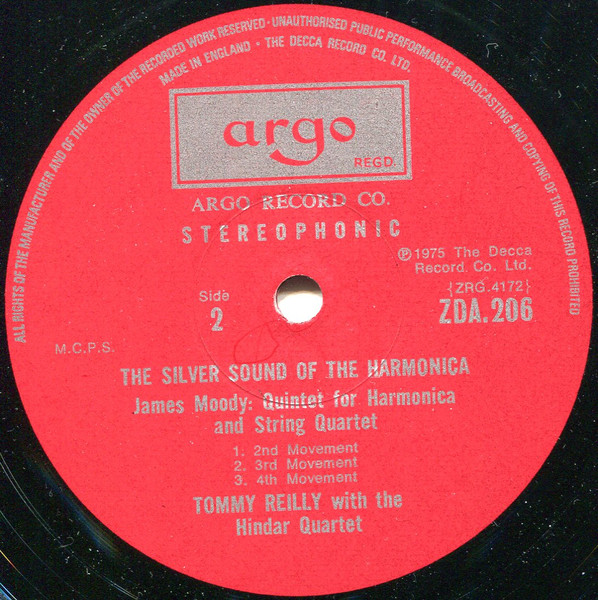 ALL RIGHTS OF THE MANUFACTURER AND OF THE OWNER OF THE RECORDED WORK RESERVED · UNAUTHORISED PUBLIC PERFORMANCE BROADCASTING AND COPYING OF THIS RECORD PROHIBITED
MADE IN ENGLAND · THE DECCA RECORD CO. LTD.
argo
REGD.
ARGO RECORD CO.
STEREOPHONIC
℗1975 The Decca
Record. Co. Ltd.
Side
2
{ZRG.4172}
ZDA.206
M.C.P.S.
THE SILVER SOUND OF THE HARMONICA
James Moody: Quintet for Harmonica
and String Quartet
1. 2nd Movement
2. 3rd Movement
3. 4th Movement
TOMMY REILLY with the
Hindar Quartet